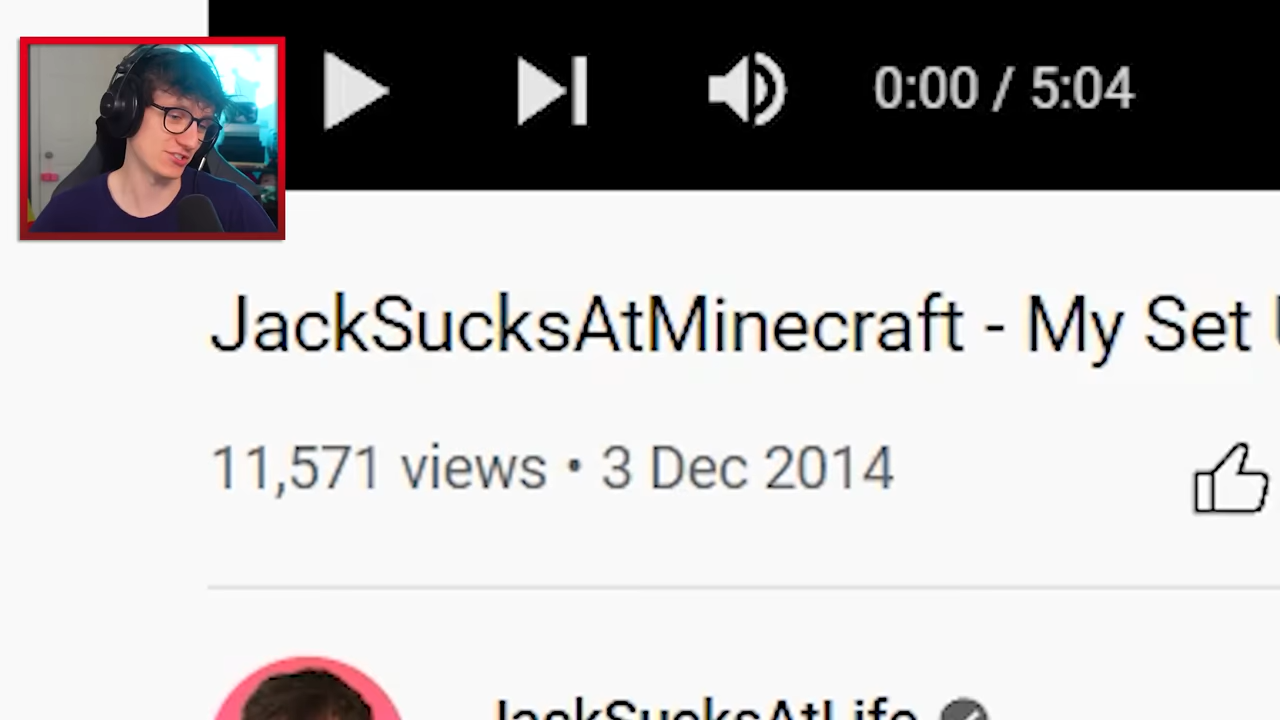 0:00 / 5:04
JackSucksAtMinecraft - My Set
11,571 views • 3 Dec 2014
JackSucksAtLife